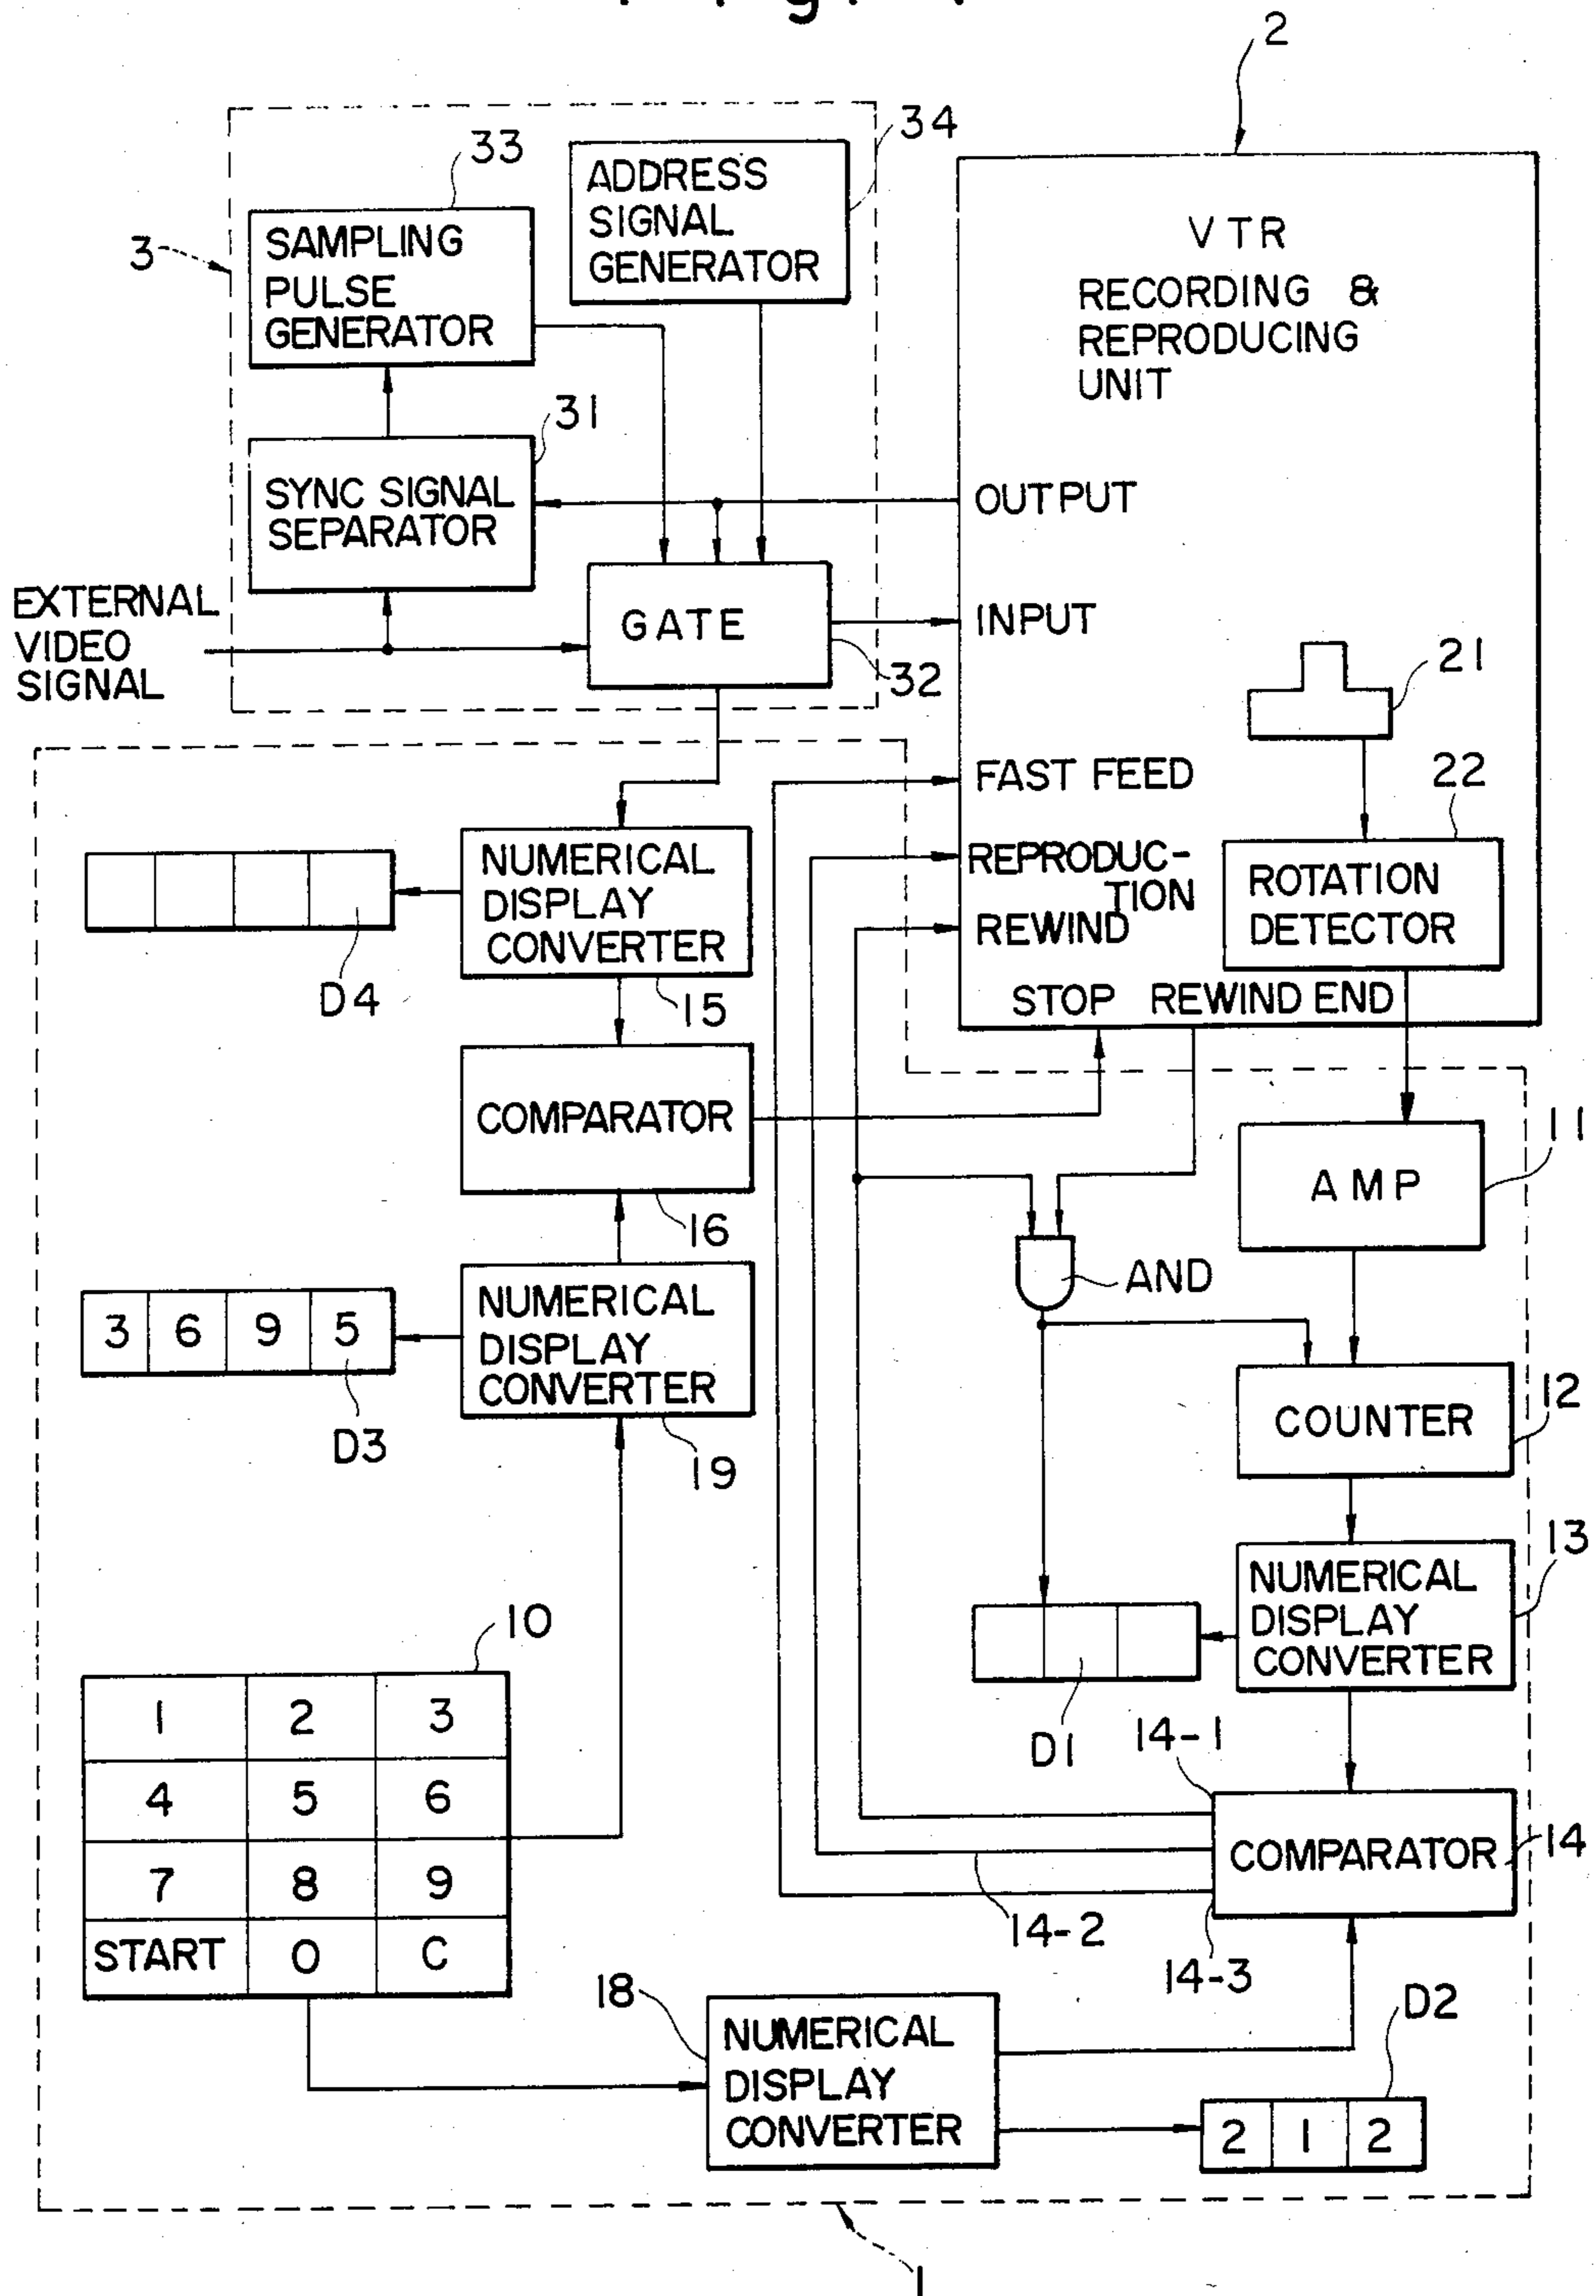 2
34
33
ADDRESS
SIGNAL
GENERATOR
SAMPLING
PULSE
GENERATOR
3
VTR
RECORDING &
REPRODUCING
UNIT
31
SYNC SIGNAL
SEPARATOR
OUTPUT
EXTERNAL
VIDEO
SIGNAL
GATE
INPUT
32
21
FAST FEED
22
NUMERICAL
DISPLAY
CONVERTER
REPRODUC-
TION
REWIND
ROTATION
DETECTOR
D4
15
STOP REWIND END
COMPARATOR
11
AMP
16
AND
NUMERICAL
DISPLAY
CONVERTER
3 6 9 5
D3
19
12
COUNTER
13
NUMERICAL
DISPLAY
CONVERTER
10
D1
14-1
1 2 3
4 5 6
7 8 9
START 0 C
COMPARATOR
14
14-2
14-3
18
NUMERICAL
DISPLAY
CONVERTER
D2
2 1 2
1